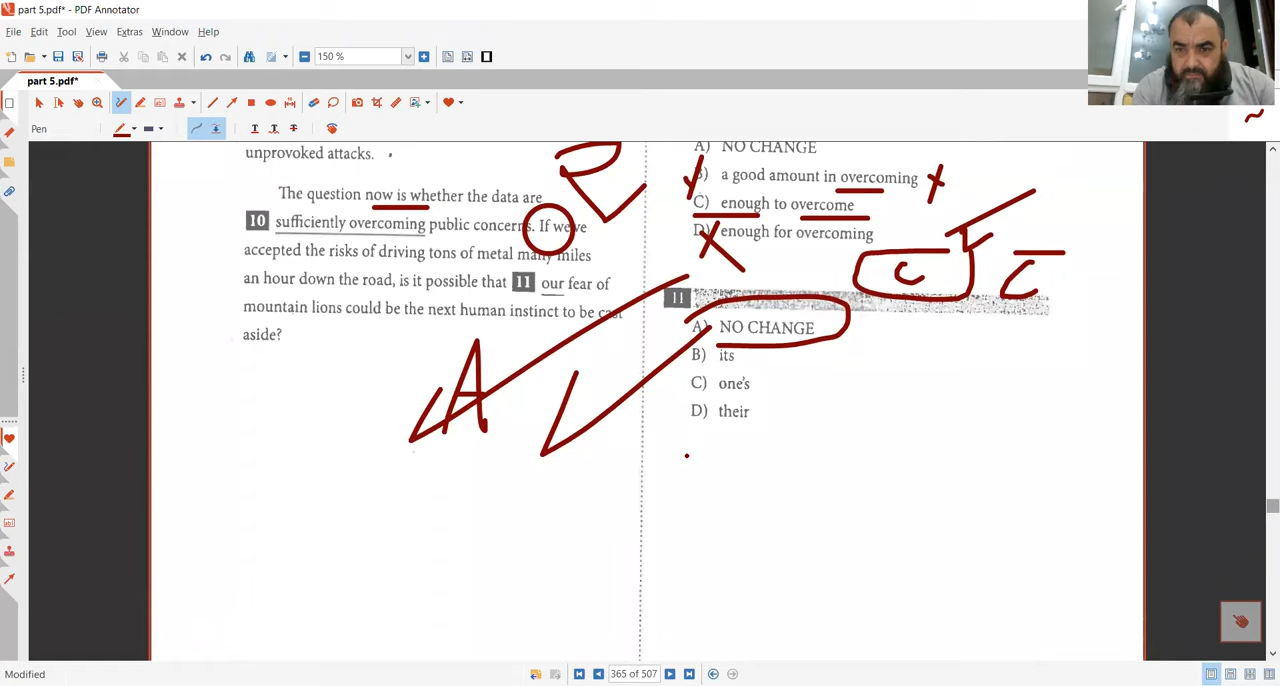 part 5.pdf* - PDF Annotator
File Edit Tool View Extras Window Help
150 %
part 5.pdf*
Pen
unprovoked attacks.
The question now is whether the data are
10 sufficiently overcoming public concerns. If we've
accepted the risks of driving tons of metal many miles
an hour down the road, is it possible that 11 our fear of
mountain lions could be the next human instinct to be cast
aside?
A
A) NO CHANGE
B) a good amount in overcoming
C) enough to overcome
D) enough for overcoming
C C
11
A) NO CHANGE
B) its
C) one's
D) their
Modified
365 of 507